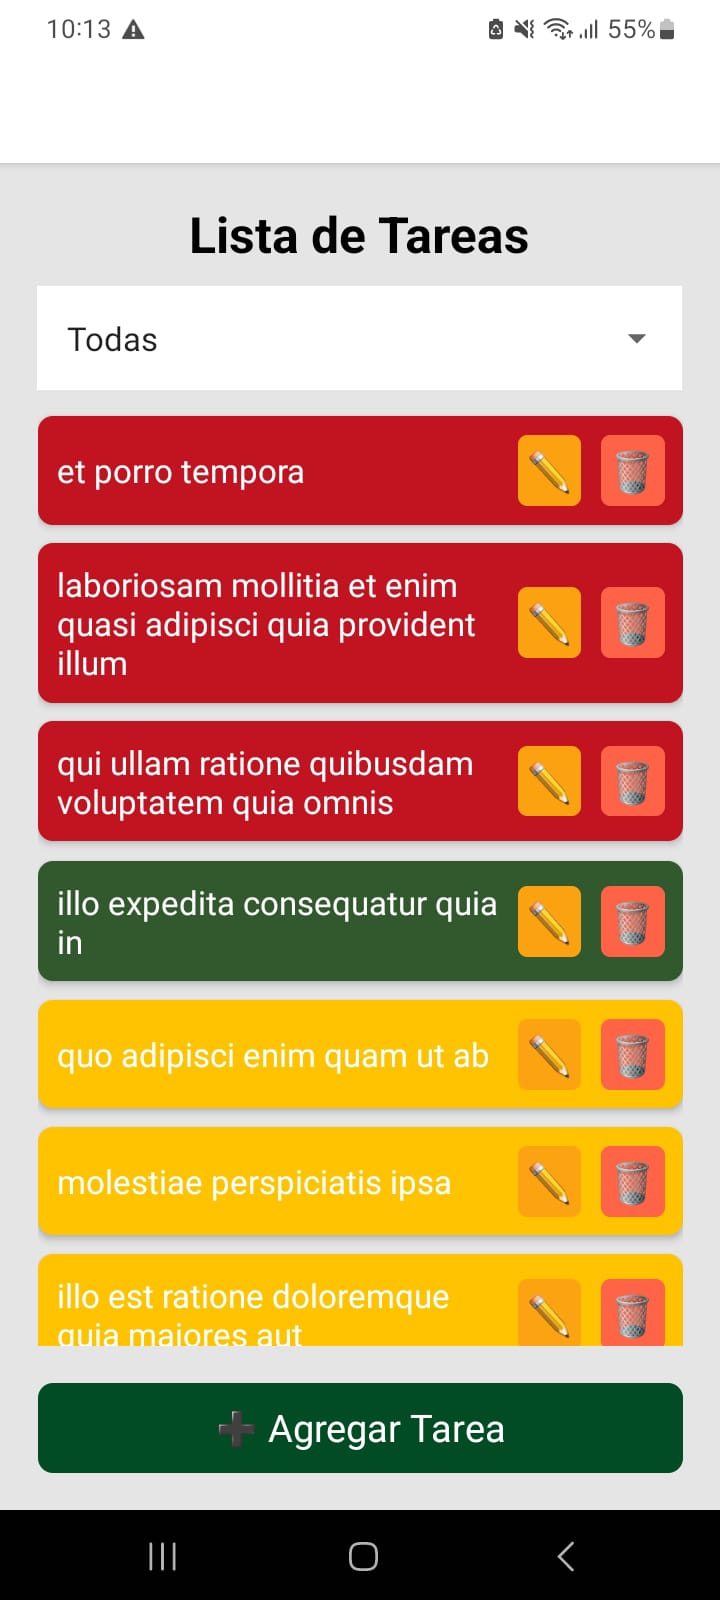 10:13
55%
Lista de Tareas
Todas
et porro tempora
laboriosam mollitia et enim
quasi adipisci quia provident
illum
qui ullam ratione quibusdam
voluptatem quia omnis
illo expedita consequatur quia
in
quo adipisci enim quam ut ab
molestiae perspiciatis ipsa
illo est ratione doloremque
quia maiores aut
➕ Agregar Tarea